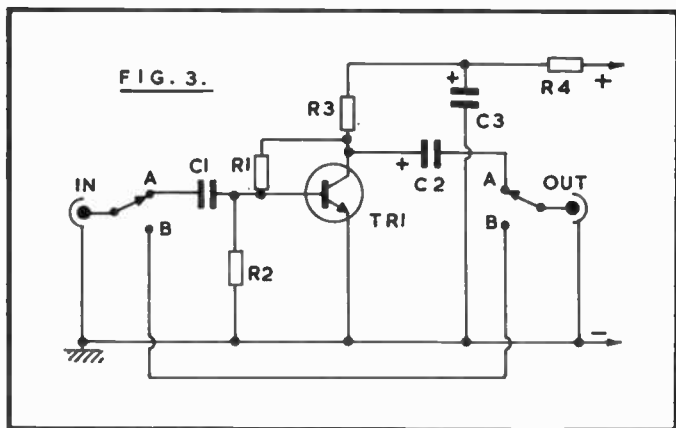 FIG. 3.
R3
+
C3
R4
+
IN
A
C1
R1
+
C2
A
OUT
B
TR1
B
R2
-